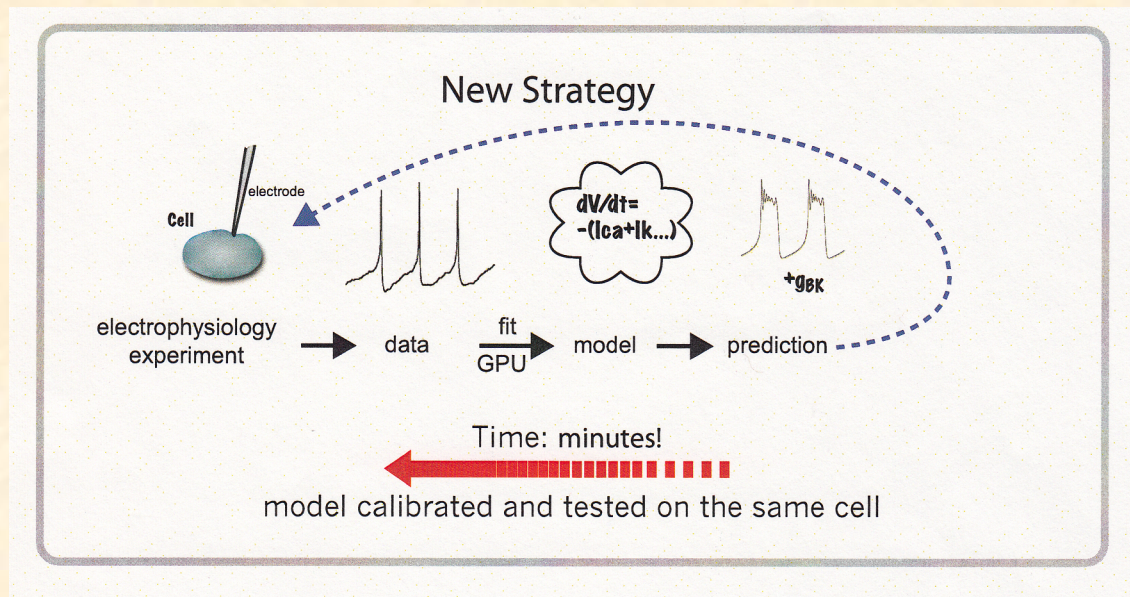 New Strategy
electrode
Cell
dV/dt=
-(Ica+Ik...)
+gBK
electrophysiology
experiment
data
fit
GPU
model
prediction
Time: minutes!
model calibrated and tested on the same cell